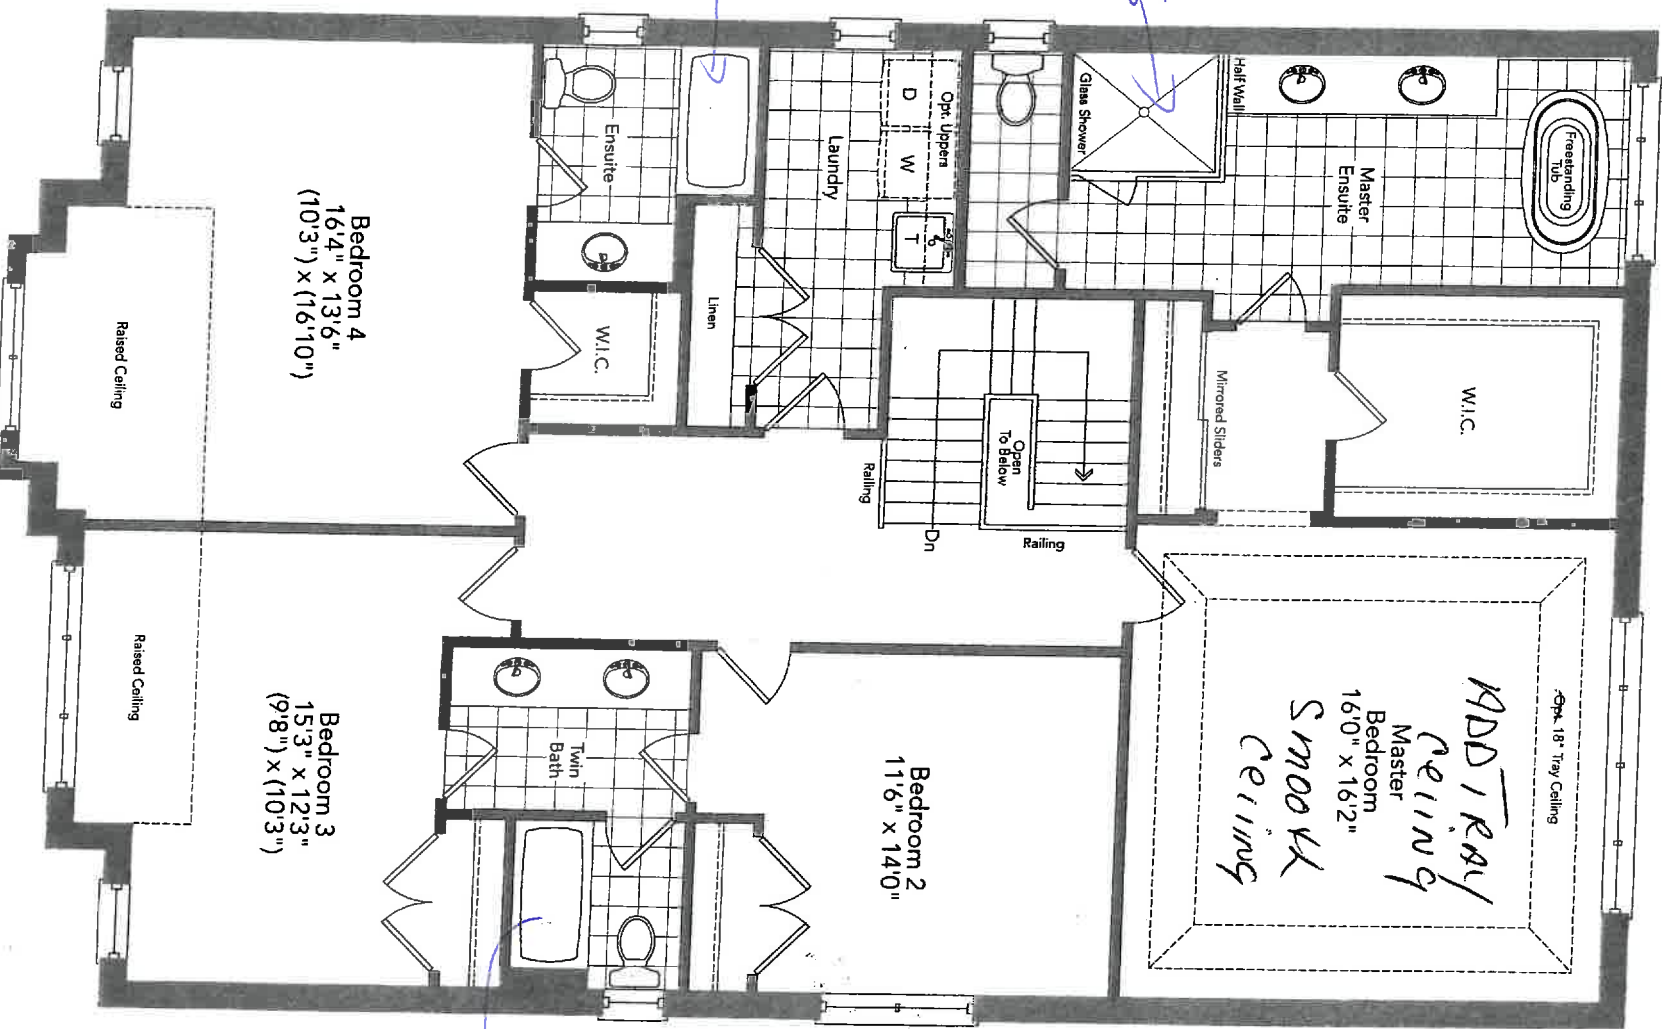 Freestanding
Tub
Master
Ensuite
Half Wall
Glass Shower
Opt. Uppers
D
W
T
Laundry
Ensuite
W.I.C.
Mirrored Sliders
Open
To Below
Railing
Railing
Dn
Linen
W.I.C.
Bedroom 4
16'4" x 13'6"
(10'3") x (16'10")
Raised Ceiling
Opt. 18" Tray Ceiling
ADD TRAY
Ceiling
Master
Bedroom
16'0" x 16'2"
Smooth
Ceiling
Bedroom 2
11'6" x 14'0"
Twin
Bath
Bedroom 3
15'3" x 12'3"
(9'8") x (10'3")
Raised Ceiling